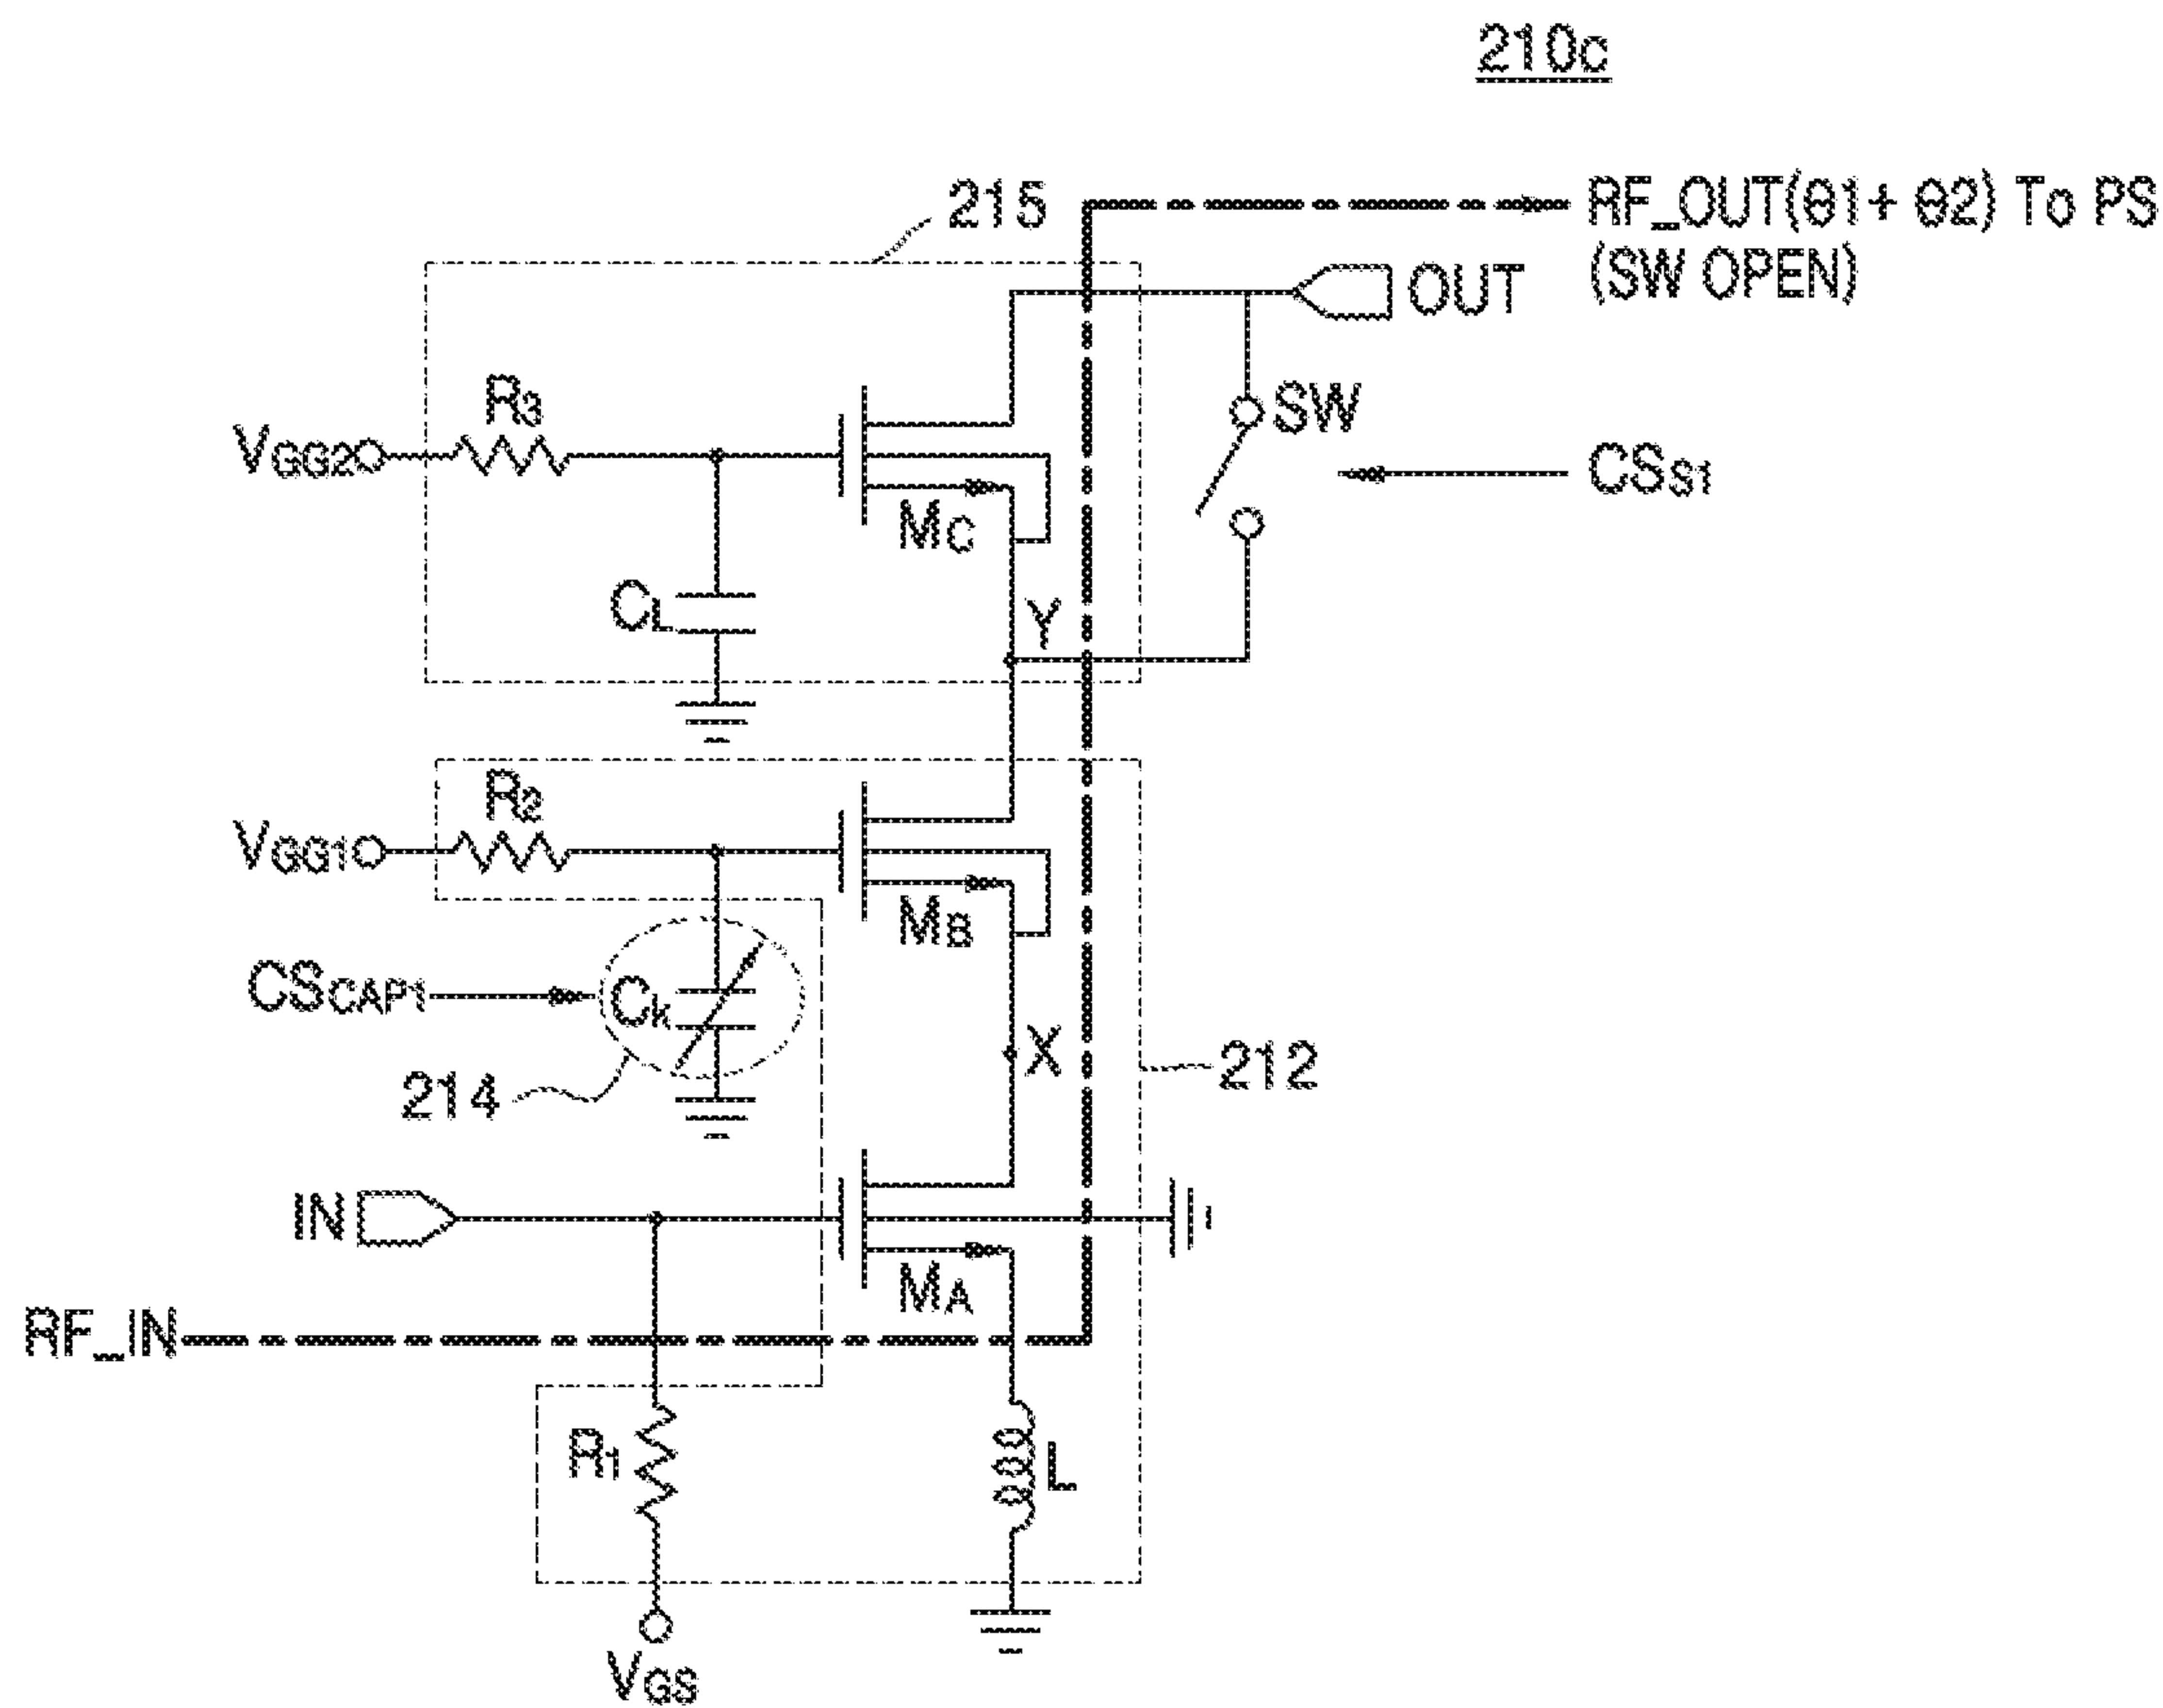 210c
215
RF_OUT(θ1+ θ2) To PS
(SW OPEN)
OUT
R3
SW
VGG2
CSS1
MC
CL
Y
R2
VGG1
MB
CSCAP1
Ck
X
212
214
IN
MA
RF_IN
R1
L
VGS